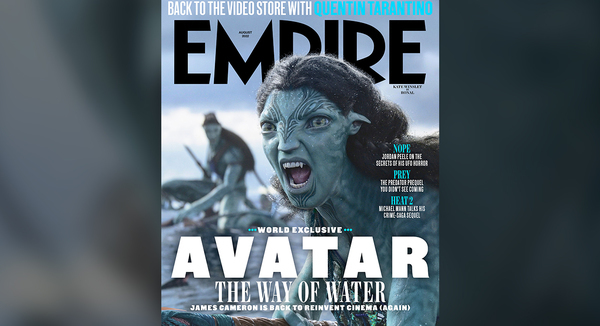 BACK TO THE VIDEO STORE WITH QUENTIN TARANTINO
EMPIRE
AUGUST
2022
KATE WINSLET
IS
RONAL
NOPE
JORDAN PEELE ON THE
SECRETS OF HIS UFO HORROR
PREY
THE PREDATOR PREQUEL
YOU DIDN'T SEE COMING
HEAT 2
MICHAEL MANN TALKS HIS
CRIME-SAGA SEQUEL
WORLD EXCLUSIVE
AVATAR
THE WAY OF WATER
JAMES CAMERON IS BACK TO REINVENT CINEMA (AGAIN)